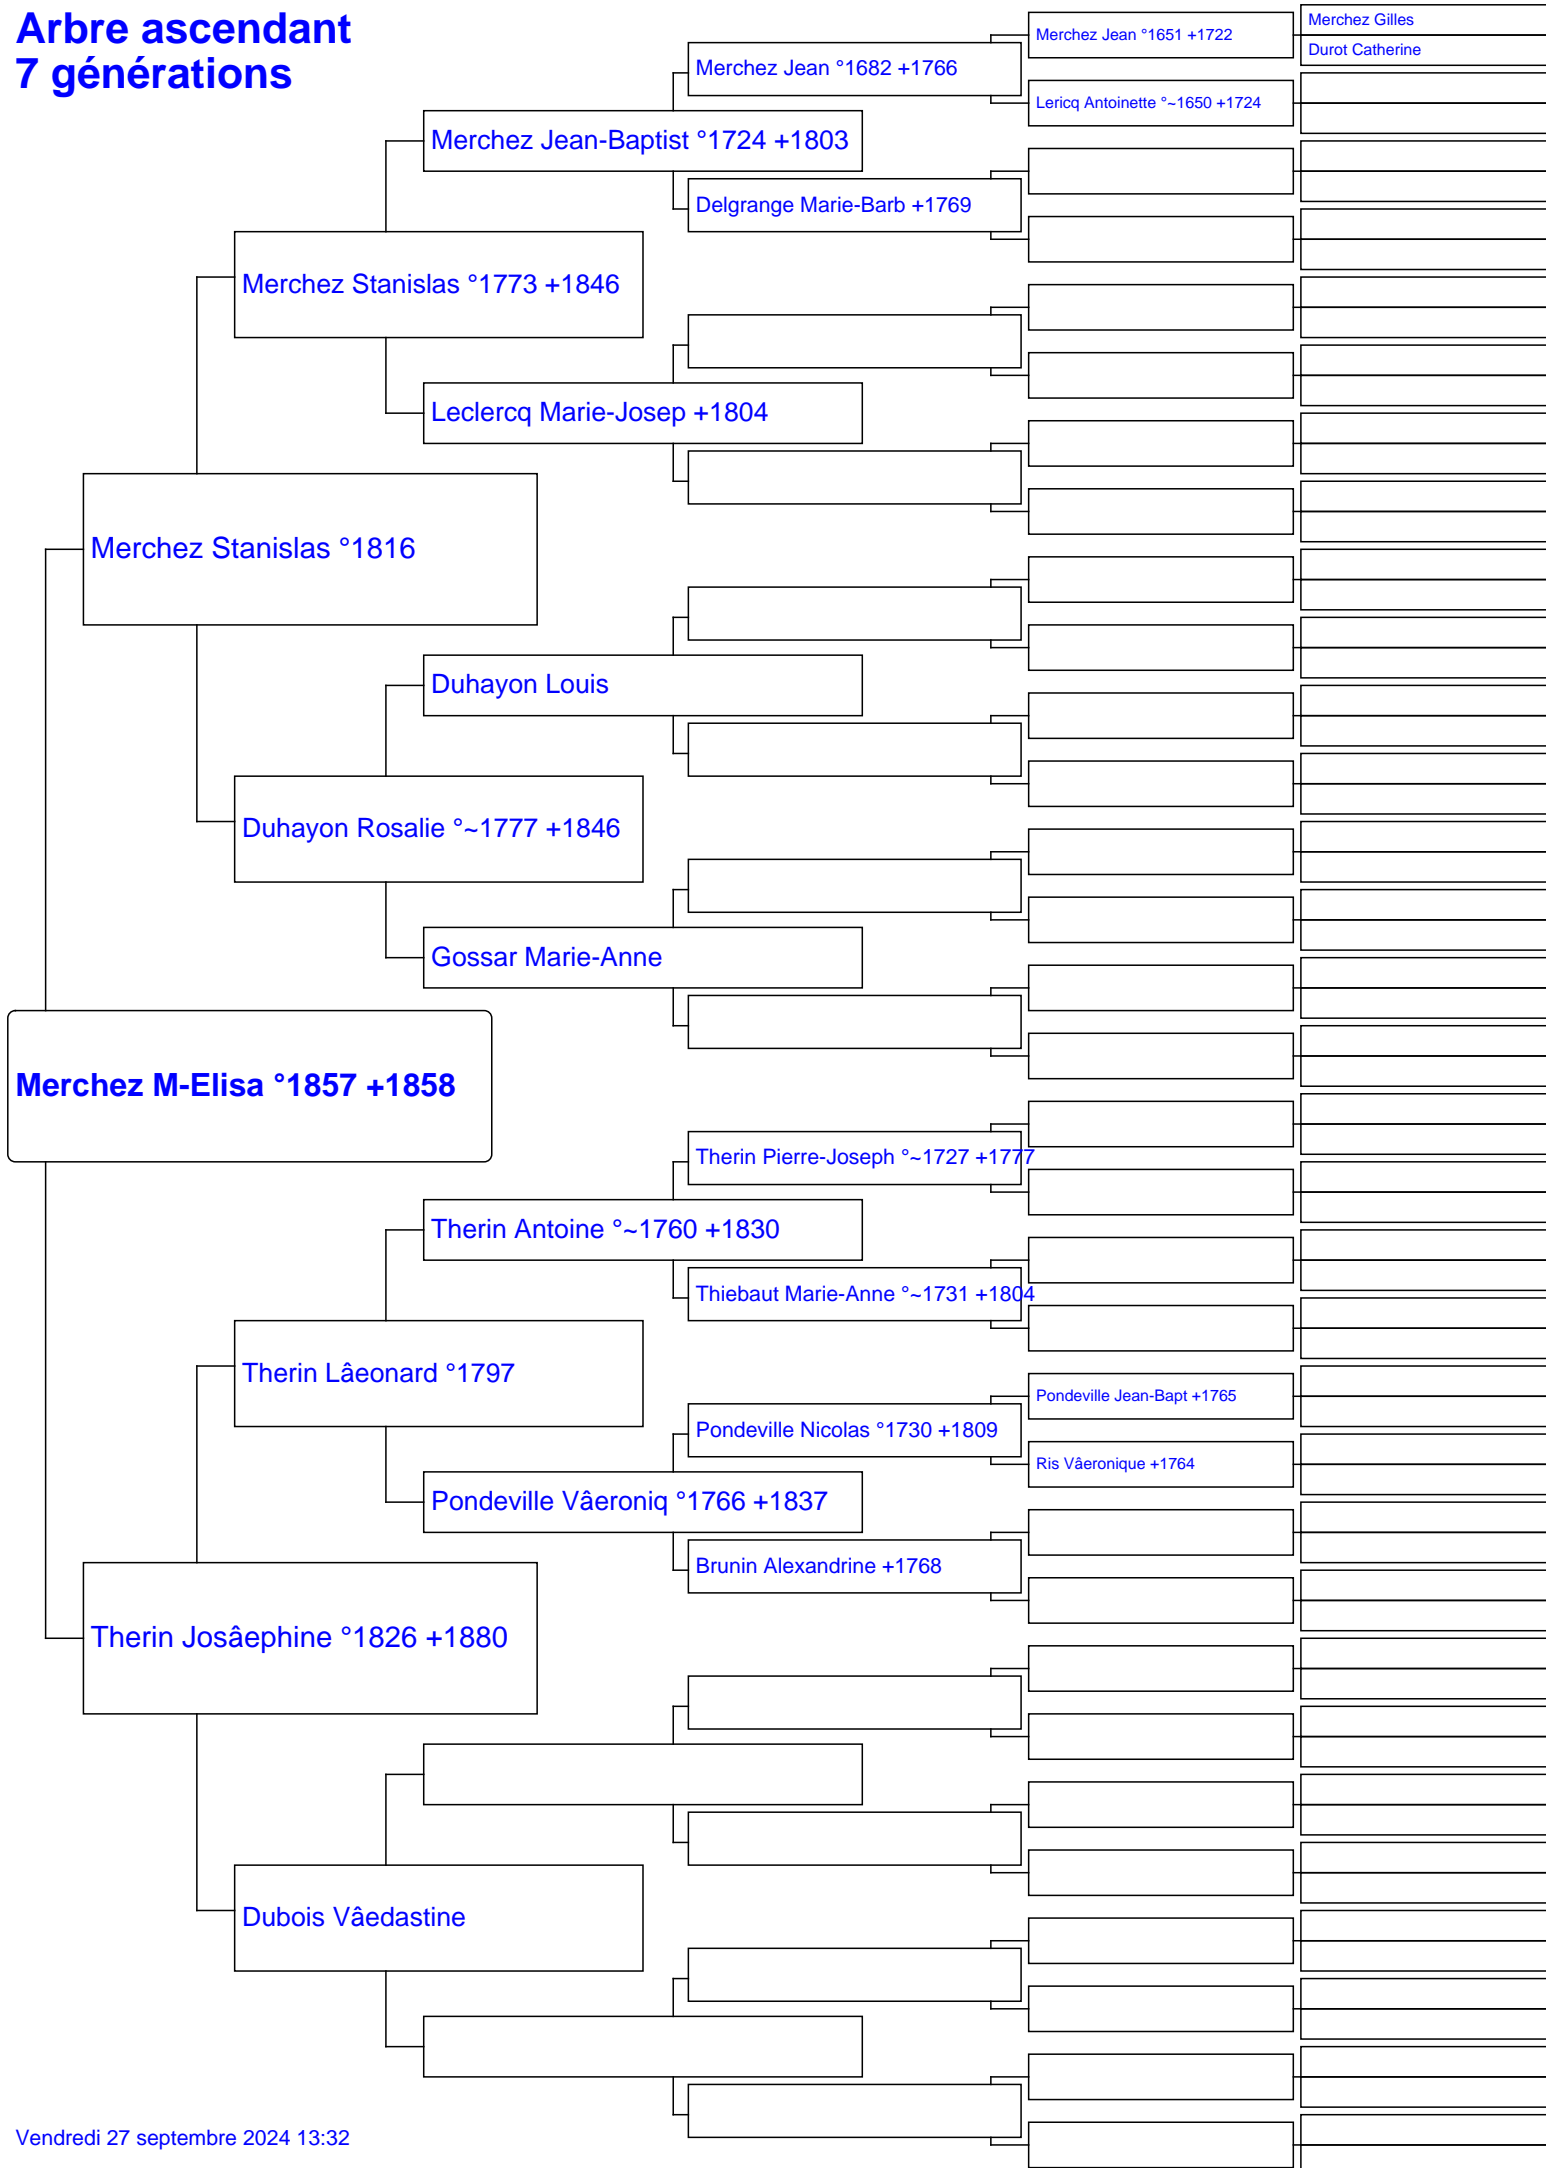 Arbre ascendant
7 générations
Merchez Jean °1651 +1722
Merchez Gilles
Durot Catherine
Merchez Jean °1682 +1766
Lericq Antoinette °~1650 +1724
Merchez Jean-Baptist °1724 +1803
Delgrange Marie-Barb +1769
Merchez Stanislas °1773 +1846
Leclercq Marie-Josep +1804
Merchez Stanislas °1816
Duhayon Louis
Duhayon Rosalie °~1777 +1846
Gossar Marie-Anne
Merchez M-Elisa °1857 +1858
Therin Pierre-Joseph °~1727 +1777
Therin Antoine °~1760 +1830
Thiebaut Marie-Anne °~1731 +1804
Therin Lâeonard °1797
Pondeville Jean-Bapt +1765
Pondeville Nicolas °1730 +1809
Ris Vâeronique +1764
Pondeville Vâeroniq °1766 +1837
Brunin Alexandrine +1768
Therin Josâephine °1826 +1880
Dubois Vâedastine
Vendredi 27 septembre 2024 13:32